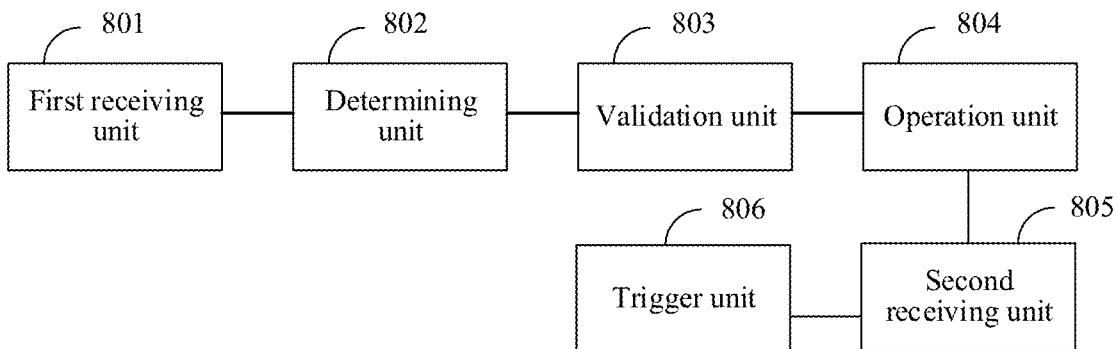 801
802
803
804
First receiving
unit
Determining
unit
Validation unit
Operation unit
806
805
Trigger unit
Second
receiving unit